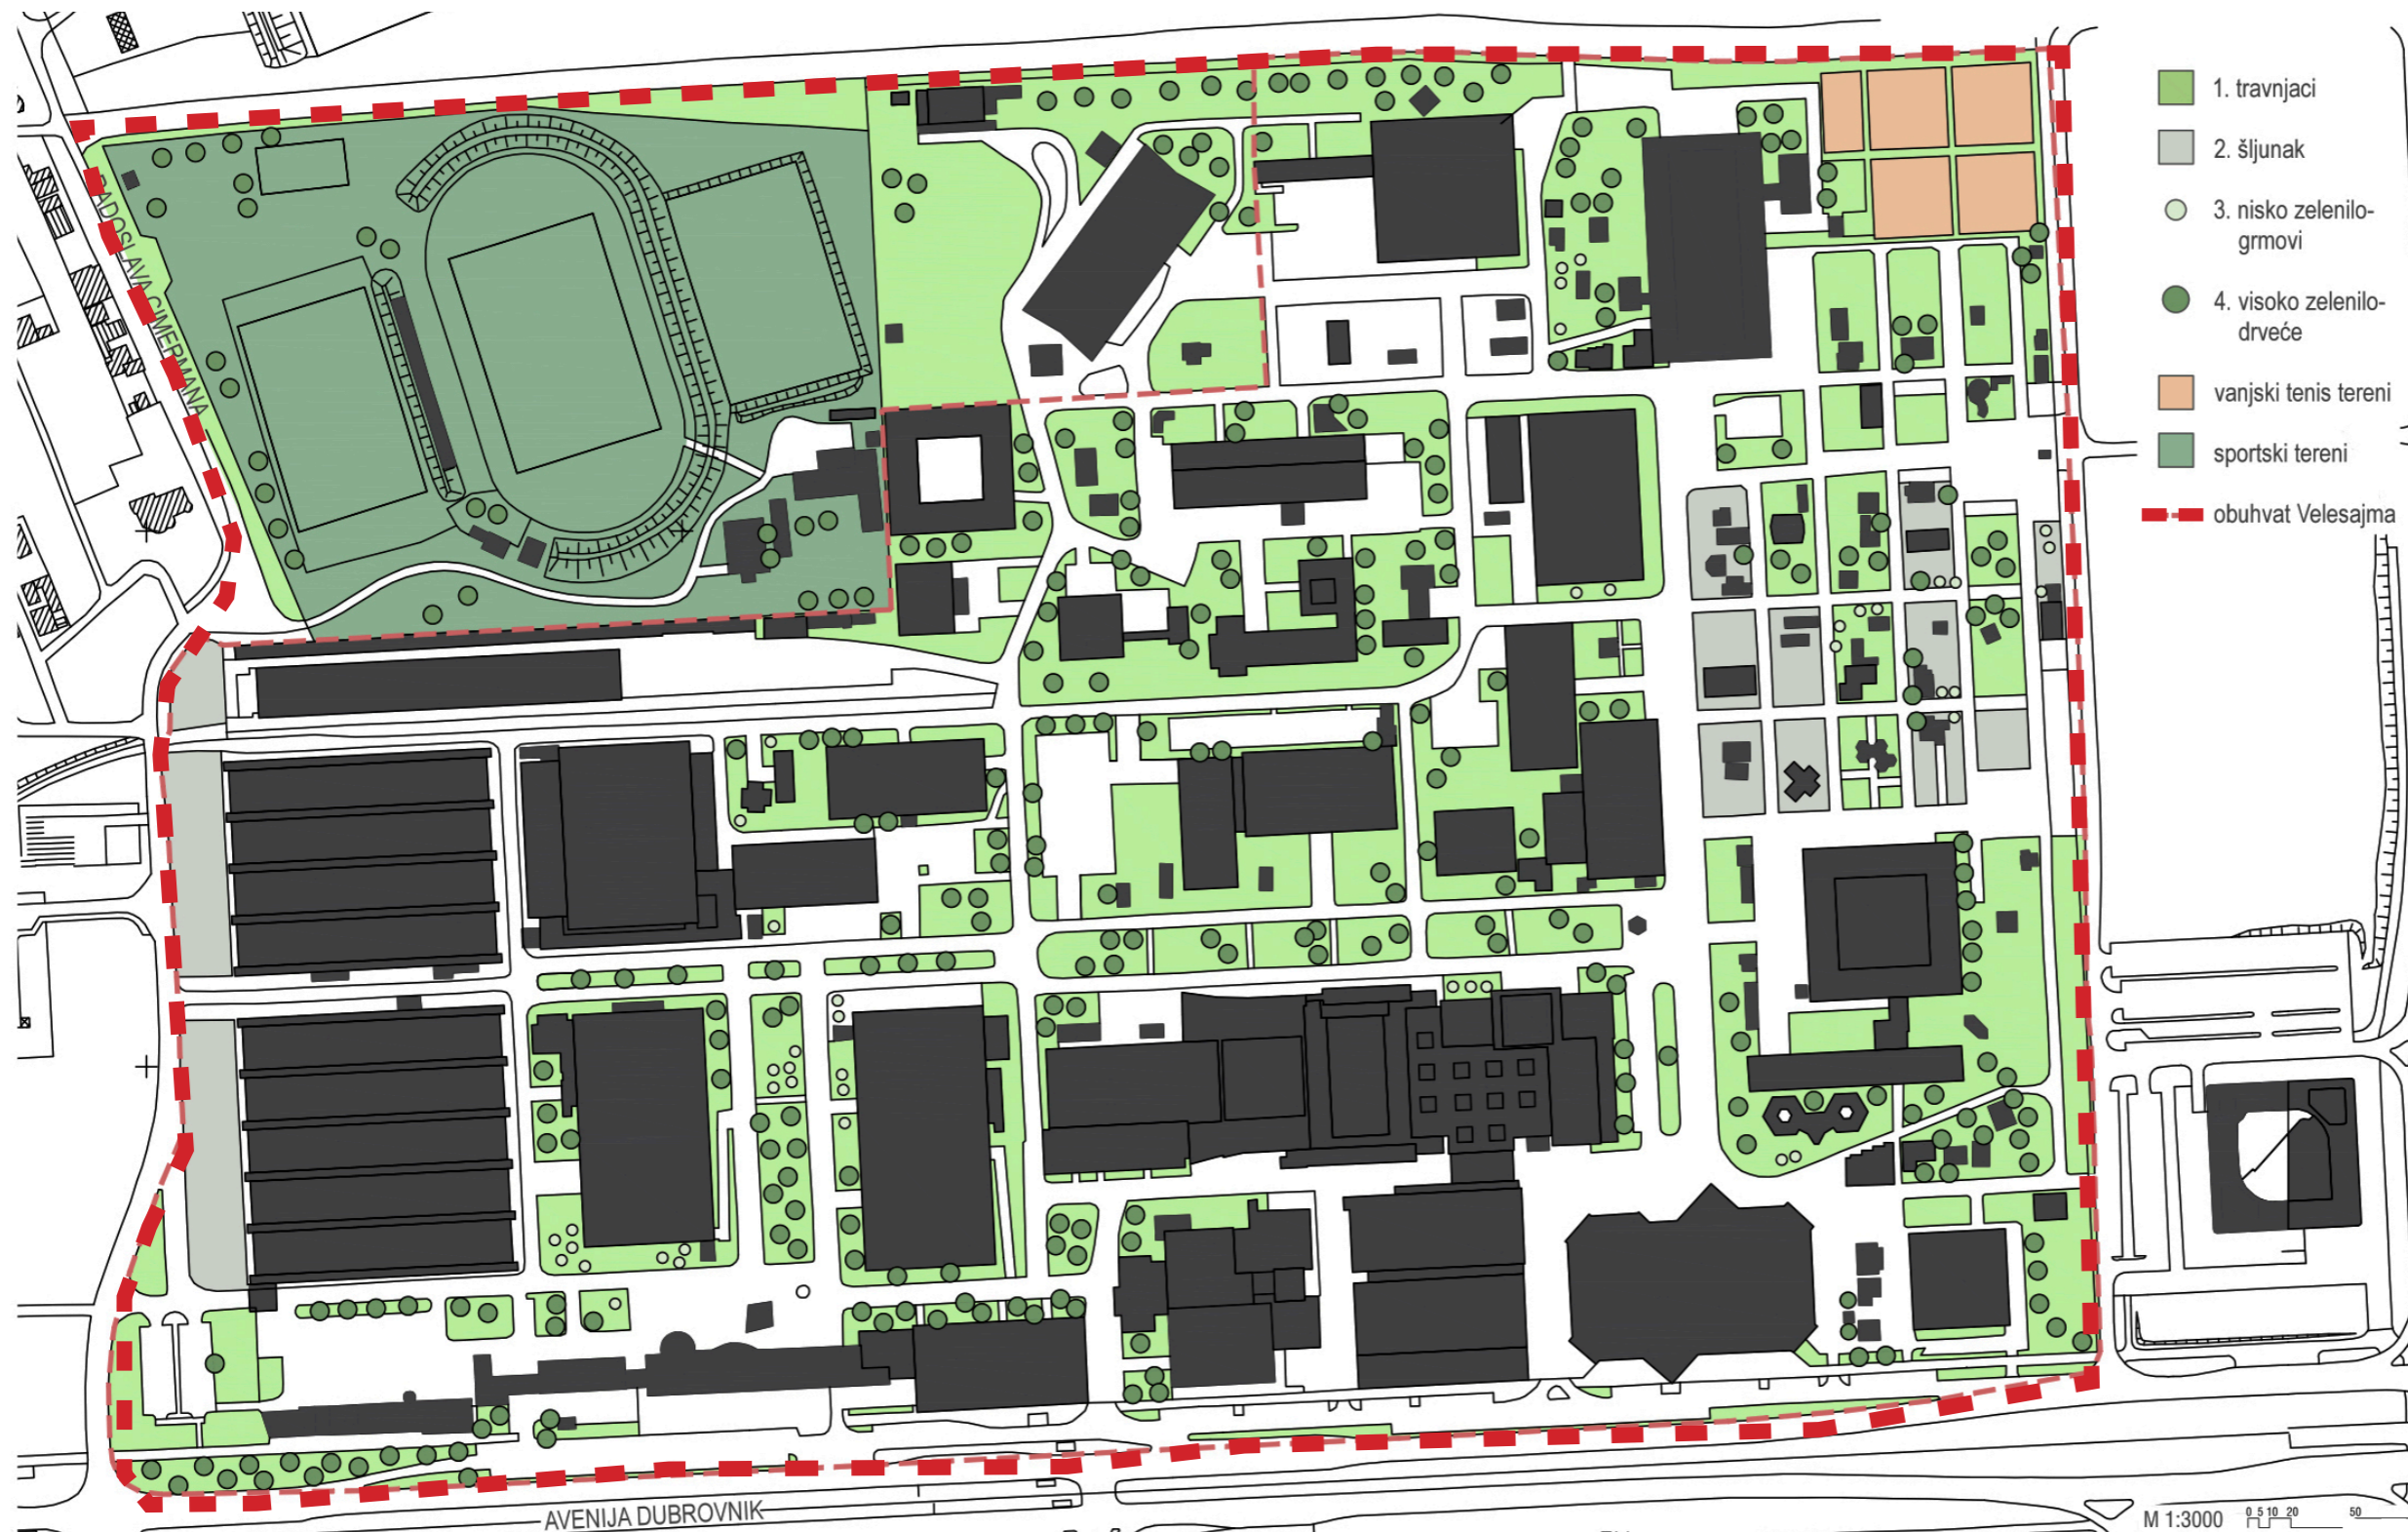 1. travnjaci
2. šljunak
3. nisko zelenilo-
grmovi
4. visoko zelenilo-
drveće
vanjski tenis tereni
sportski tereni
obuhvat Velesajma
RADOSLAVA CIMERMANA
AVENIJA DUBROVNIK
M 1:3000 0 5 10 20 50